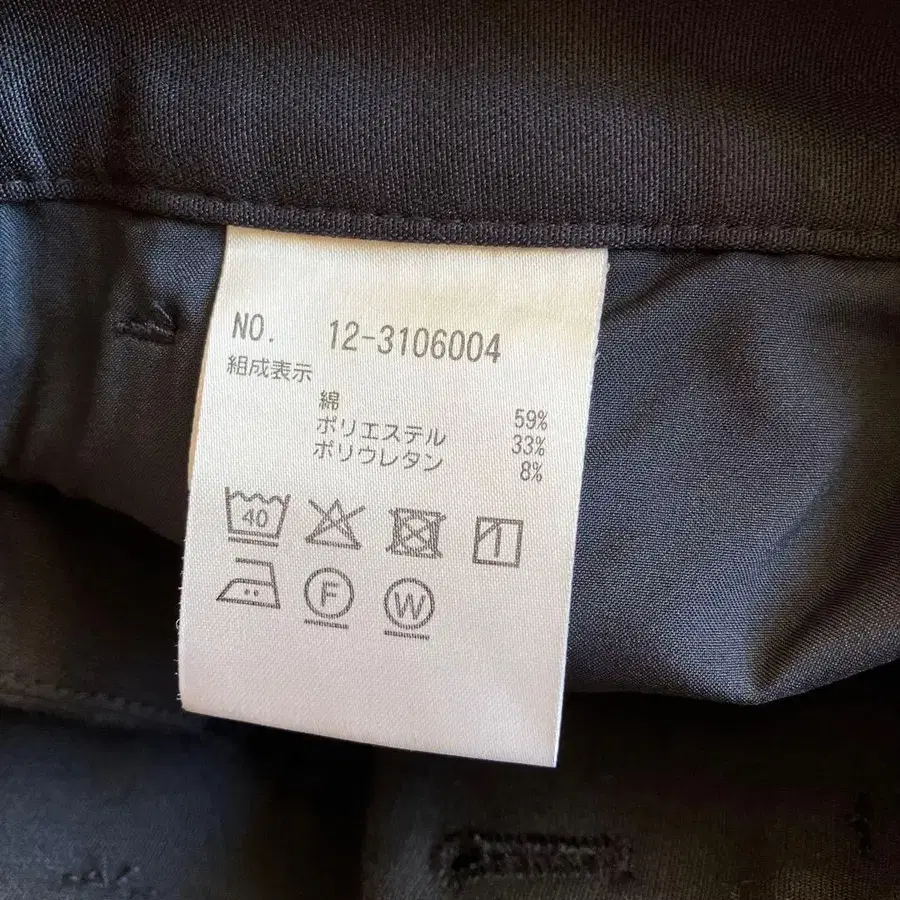 NO. 12-3106004
組成表示
綿 59%
ポリエステル 33%
ポリウレタン 8%
40
F W